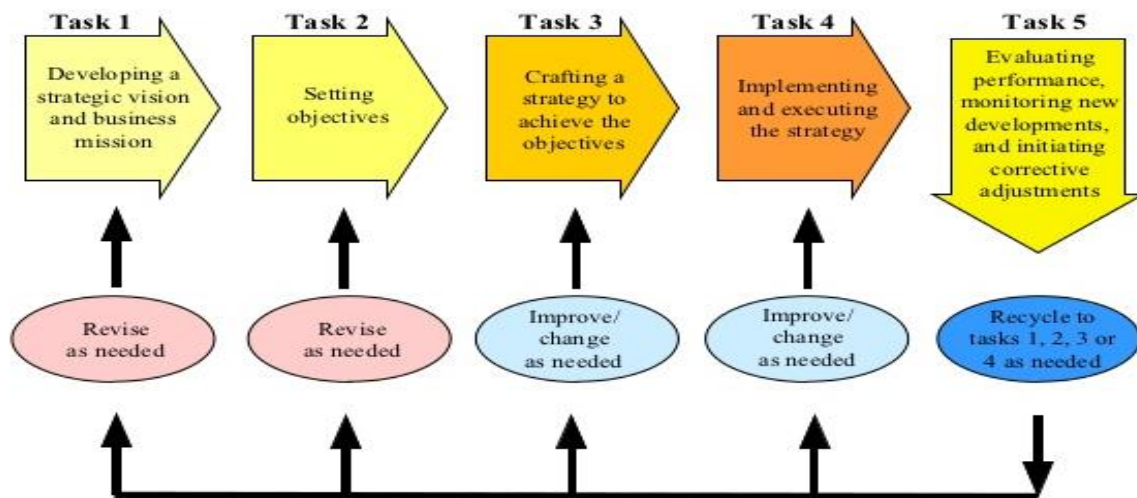 Task 1
Developing a
strategic vision
and business
mission
Task 2
Setting
objectives
Task 3
Crafting a
strategy to
achieve the
objectives
Task 4
Implementing
and executing
the strategy
Task 5
Evaluating
performance,
monitoring new
developments,
and initiating
corrective
adjustments
Revise
as needed
Revise
as needed
Improve/
change
as needed
Improve/
change
as needed
Recycle to
tasks 1, 2, 3 or
4 as needed